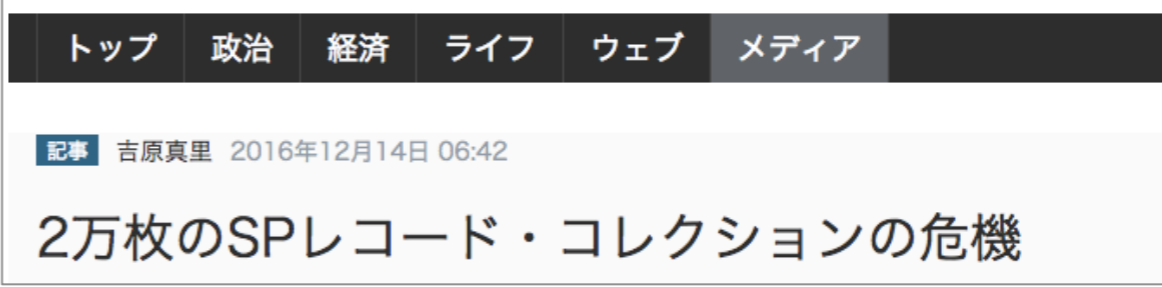 トップ 政治 経済 ライフ ウェブ メディア
記事 吉原真里 2016年12月14日 06:42
2万枚のSPレコード・コレクションの危機